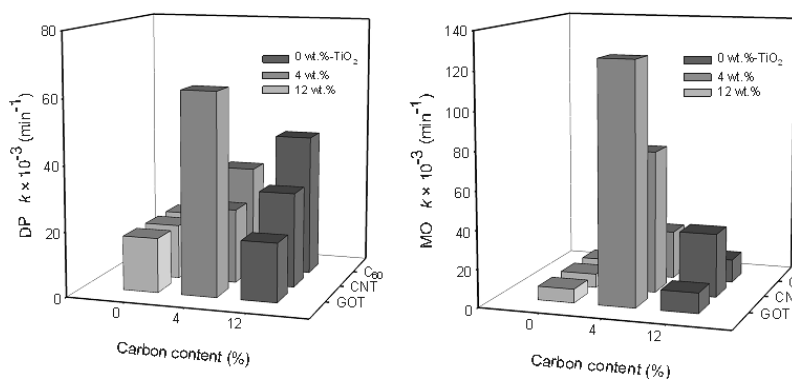 80
60
40
20
0
DP k × 10⁻³ (min⁻¹)
0 wt.%-TiO₂
4 wt.%
12 wt.%
C₆₀
CNT
GOT
0
4
12
Carbon content (%)
140
120
100
80
60
40
20
0
MO k × 10⁻³ (min⁻¹)
0 wt.%-TiO₂
4 wt.%
12 wt.%
C
CN
GOT
0
4
12
Carbon content (%)